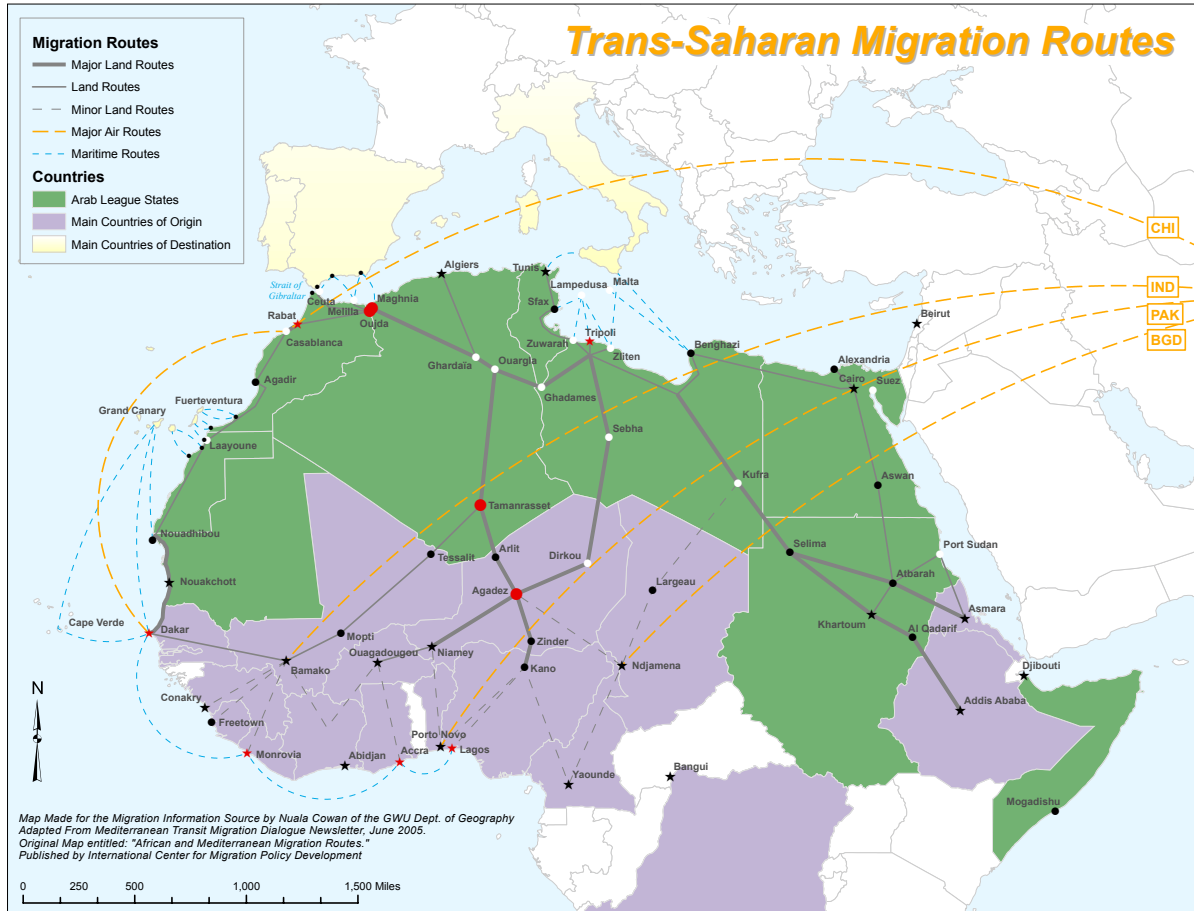 Trans-Saharan Migration Routes
Migration Routes
Major Land Routes
Land Routes
Minor Land Routes
Major Air Routes
Maritime Routes
Countries
Arab League States
Main Countries of Origin
Main Countries of Destination
CHI
IND
PAK
BGD
Strait of
Gibraltar
Ceuta
Melilla
Maghnia
Oujda
Rabat
Casablanca
Algiers
Tunis
Lampedusa
Malta
Sfax
Zuwarah
Tripoli
Zliten
Benghazi
Beirut
Alexandria
Cairo
Suez
Agadir
Ghardaïa
Ouargla
Ghadames
Fuerteventura
Grand Canary
Laayoune
Sebha
Kufra
Aswan
Tamanrasset
Nouadhibou
Tessalit
Arlit
Dirkou
Selima
Port Sudan
Nouakchott
Agadez
Largeau
Atbarah
Asmara
Khartoum
Cape Verde
Dakar
Mopti
Al Qadarif
Ouagadougou
Niamey
Zinder
Bamako
Kano
Ndjamena
Djibouti
Conakry
Freetown
Addis Ababa
Porto Novo
Monrovia
Abidjan
Accra
Lagos
Yaounde
Bangui
Mogadishu
N
Map Made for the Migration Information Source by Nuala Cowan of the GWU Dept. of Geography
Adapted From Mediterranean Transit Migration Dialogue Newsletter, June 2005.
Original Map entitled: "African and Mediterranean Migration Routes."
Published by International Center for Migration Policy Development
0 250 500 1,000 1,500 Miles